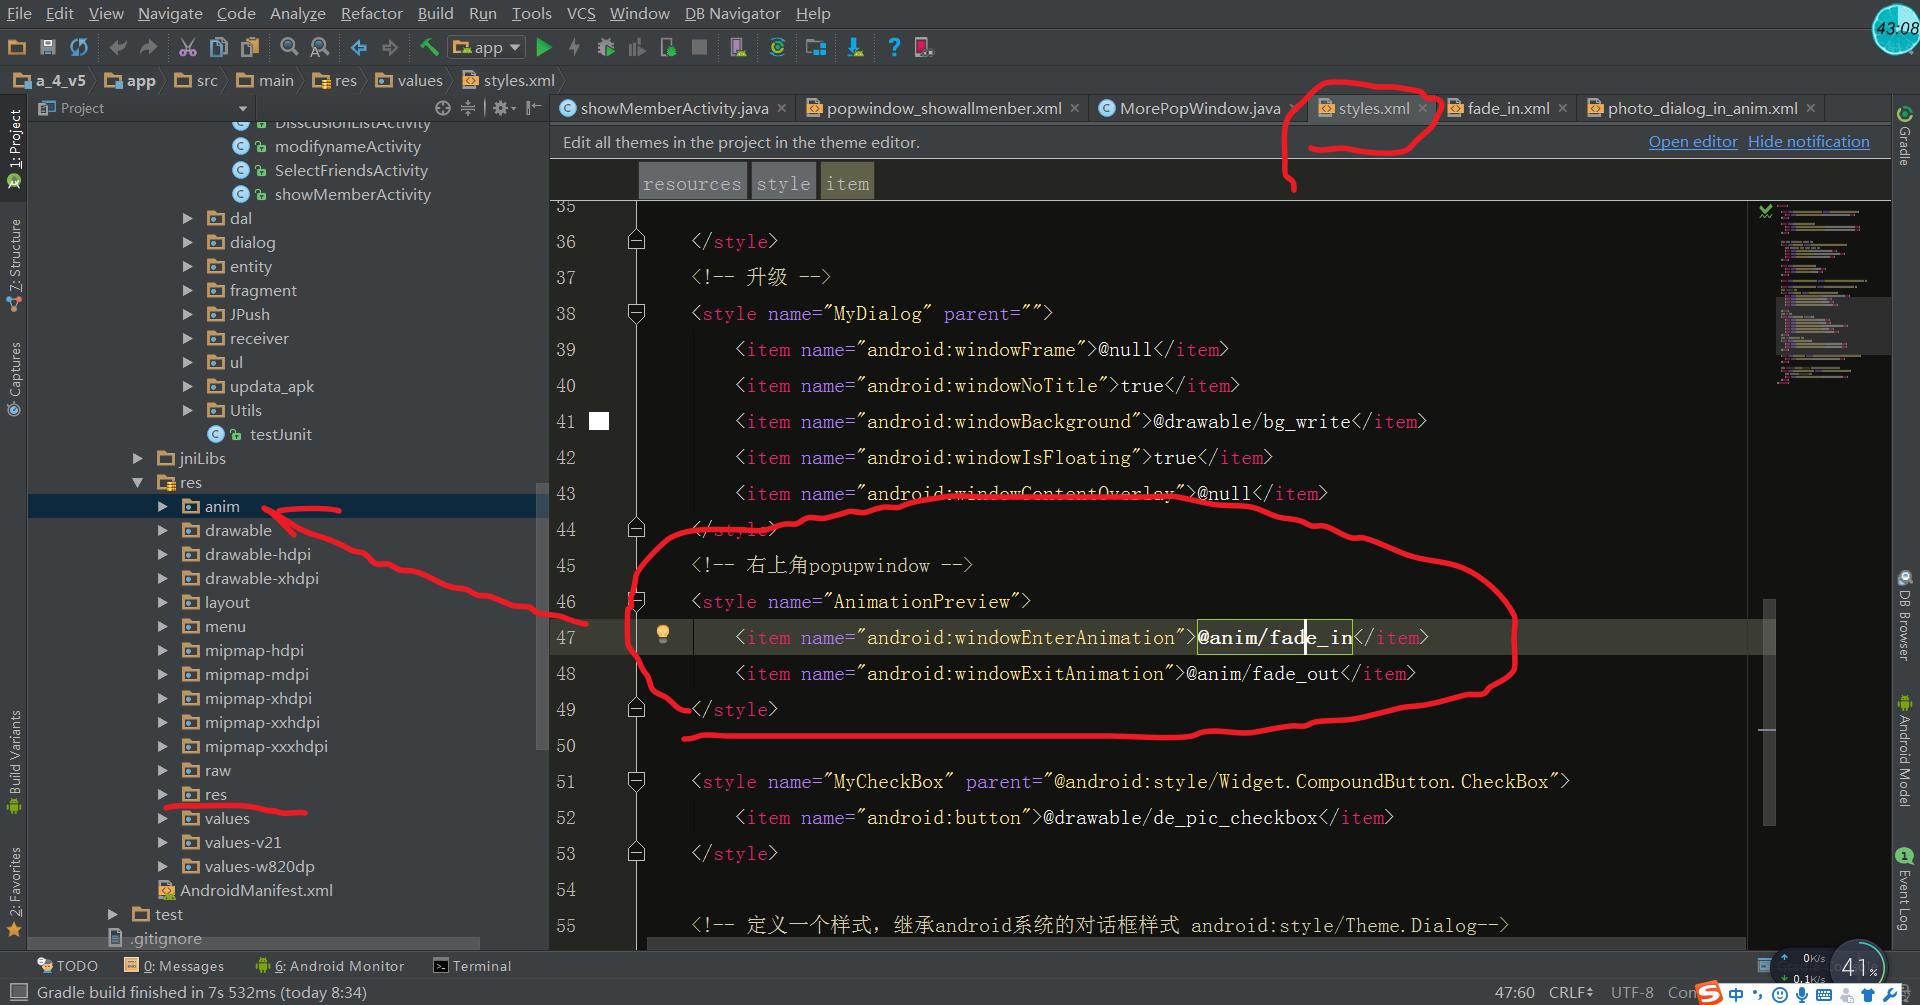 File Edit View Navigate Code Analyze Refactor Build Run Tools VCS Window DB Navigator Help
app
43:08
a_4_v5 app src main res values styles.xml
Project
showMemberActivity.java popwindow_showallmenber.xml MorePopWindow.java styles.xml fade_in.xml photo_dialog_in_anim.xml
Edit all themes in the project in the theme editor.
Open editor Hide notification
resources style item
1: Project
7: Structure
Captures
Build Variants
2: Favorites
DisscusionListActivity
modifynameActivity
SelectFriendsActivity
showMemberActivity
dal
dialog
entity
fragment
JPush
receiver
ul
updata_apk
Utils
testJunit
jniLibs
res
anim
drawable
drawable-hdpi
drawable-xhdpi
layout
menu
mipmap-hdpi
mipmap-mdpi
mipmap-xhdpi
mipmap-xxhdpi
mipmap-xxxhdpi
raw
res
values
values-v21
values-w820dp
AndroidManifest.xml
test
.gitignore
35
36 </style>
37 <!-- 升级 -->
38 <style name="MyDialog" parent="">
39 <item name="android:windowFrame">@null</item>
40 <item name="android:windowNoTitle">true</item>
41 <item name="android:windowBackground">@drawable/bg_write</item>
42 <item name="android:windowIsFloating">true</item>
43 <item name="android:windowContentOverlay">@null</item>
44 </style>
45 <!-- 右上角popupwindow -->
46 <style name="AnimationPreview">
47 <item name="android:windowEnterAnimation">@anim/fade_in</item>
48 <item name="android:windowExitAnimation">@anim/fade_out</item>
49 </style>
50
51 <style name="MyCheckBox" parent="@android:style/Widget.CompoundButton.CheckBox">
52 <item name="android:button">@drawable/de_pic_checkbox</item>
53 </style>
54
55 <!-- 定义一个样式，继承android系统的对话框样式 android:style/Theme.Dialog-->
Gradle
DB Browser
Android Model
1
Event Log
TODO 0: Messages 6: Android Monitor Terminal
0K/s
0.1K/s
41%
Gradle build finished in 7s 532ms (today 8:34)
47:60 CRLF UTF-8 Con
S 中